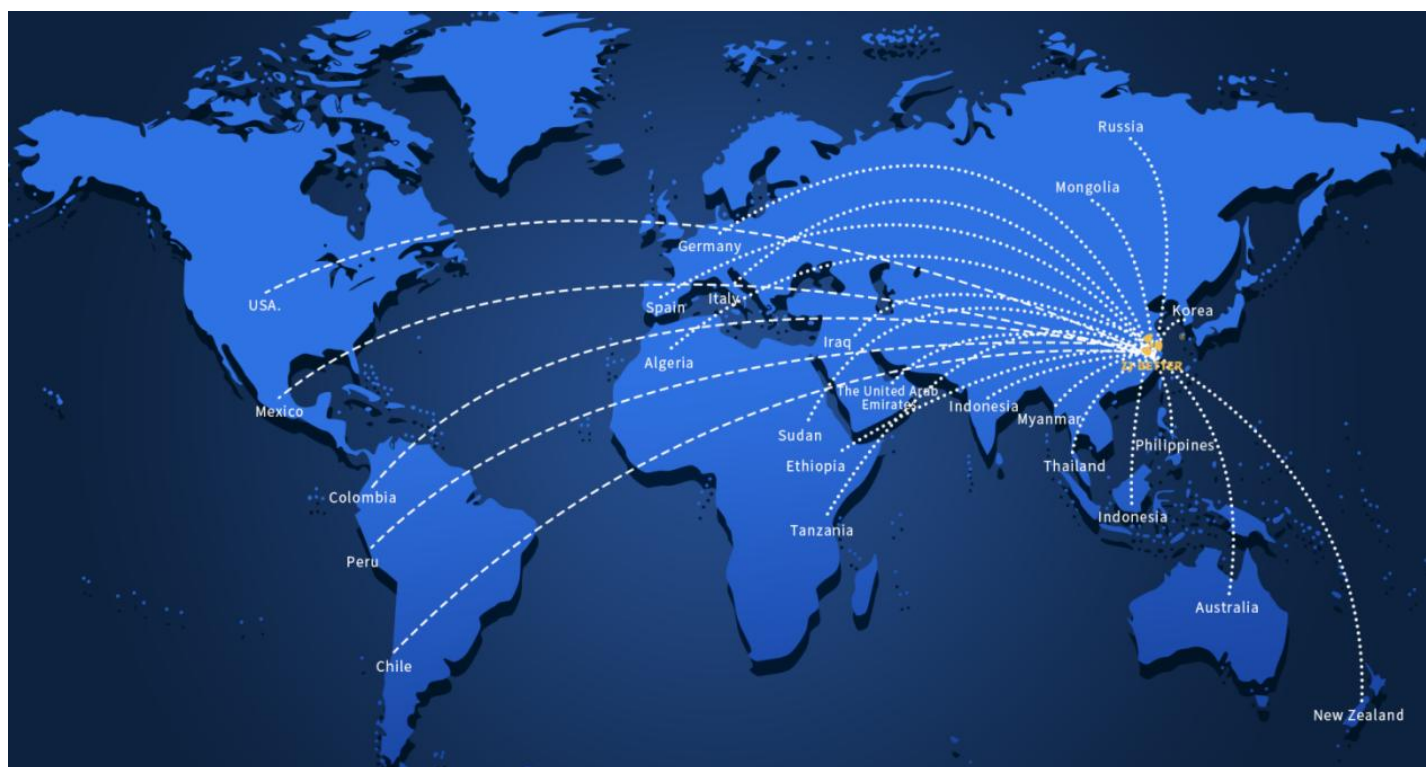 Russia
Mongolia
Germany
USA.
Spain
Italy
Korea
Iraq
Algeria
BETTER
The United Arab
Emirates
Indonesia
Mexico
Myanmar
Sudan
Philippines
Ethiopia
Thailand
Colombia
Indonesia
Tanzania
Peru
Australia
Chile
New Zealand